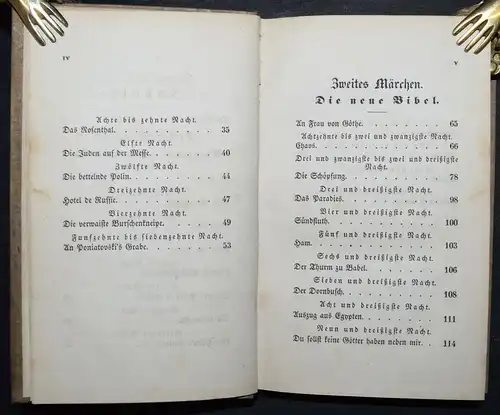 IV
Achte bis zehnte Nacht.
Das Rosenthal. . . . . . . . . . . 35
Elfte Nacht.
Die Juden auf der Messe. . . . . . . 40
Zwölfte Nacht.
Die bettelnde Polin. . . . . . . . . 44
Dreizehnte Nacht.
Hotel de Russie. . . . . . . . . . . 47
Vierzehnte Nacht.
Die verwaiste Burschenkneipe. . . . . 49
Funfzehnte bis siebenzehnte Nacht.
An Poniatovski's Grabe. . . . . . . . 53
V
Zweites Märchen.
Die neue Bibel.
An Frau von Göthe. . . . . . . . . 65
Achtzehnte bis zwei und zwanzigste Nacht.
Chaos. . . . . . . . . . . . . . 66
Drei und zwanzigste bis zwei und dreißigste
Nacht.
Die Schöpfung. . . . . . . . . . . 78
Drei und dreißigste Nacht.
Das Paradies. . . . . . . . . . . 98
Vier und dreißigste Nacht.
Sündfluth. . . . . . . . . . . . 100
Fünf und dreißigste Nacht.
Ham. . . . . . . . . . . . . . 103
Sechs und dreißigste Nacht.
Der Thurm zu Babel. . . . . . . . . 106
Sieben und dreißigste Nacht.
Der Dornbusch. . . . . . . . . . . 108
Acht und dreißigste Nacht.
Auszug aus Egypten. . . . . . . . . 111
Neun und dreißigste Nacht.
Du sollst keine Götter haben neben mir. . . . 114